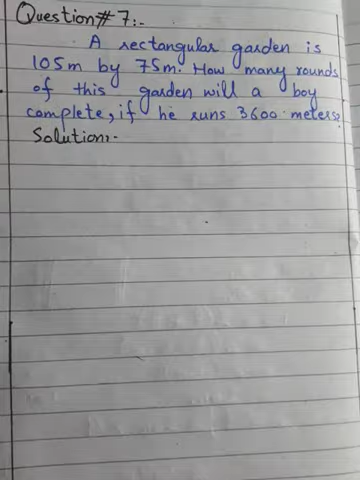 Question# 7:-
A rectangular garden is
105m by 75m. How many rounds
of this garden will a boy
complete, if he runs 3600 meters?
Solution:-